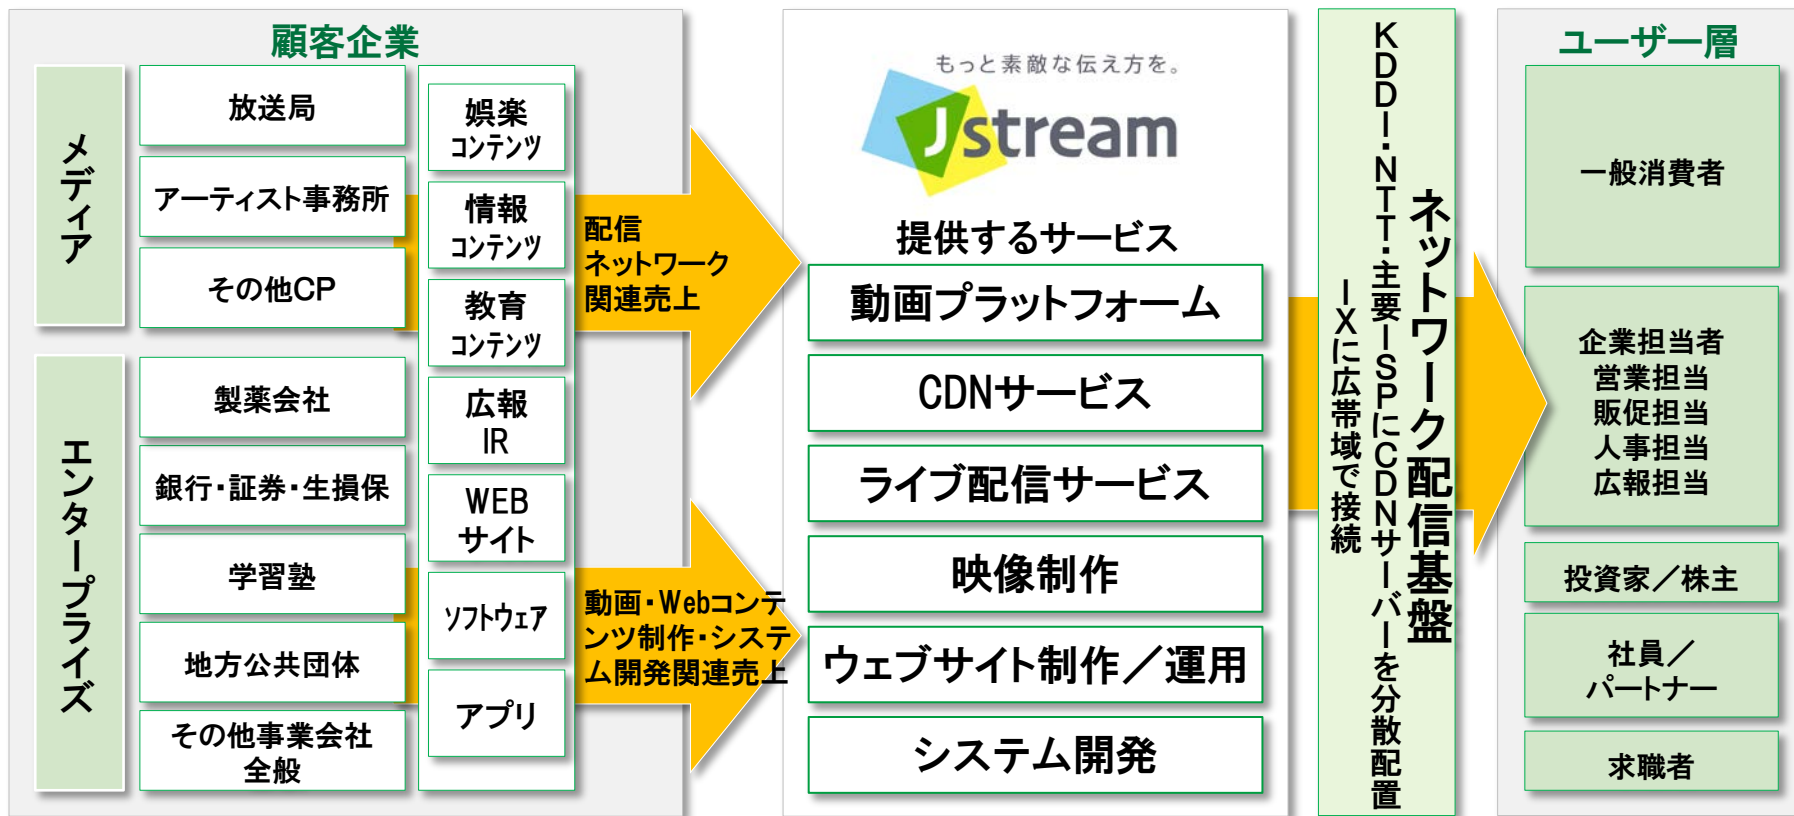 顧客企業
メディア
放送局
アーティスト事務所
その他CP
エンタープライズ
製薬会社
銀行・証券・生損保
学習塾
地方公共団体
その他事業会社
全般
娯楽
コンテンツ
情報
コンテンツ
教育
コンテンツ
広報
IR
WEB
サイト
ソフトウェア
アプリ
配信
ネットワーク
関連売上
動画・Webコンテ
ンツ制作・システ
ム開発関連売上
もっと素敵な伝え方を。
Jstream
提供するサービス
動画プラットフォーム
CDNサービス
ライブ配信サービス
映像制作
ウェブサイト制作／運用
システム開発
ネットワーク配信基盤
KDDI・NTT・主要ISPにCDNサーバーを分散配置
IXに広帯域で接続
ユーザー層
一般消費者
企業担当者
営業担当
販促担当
人事担当
広報担当
投資家／株主
社員／
パートナー
求職者